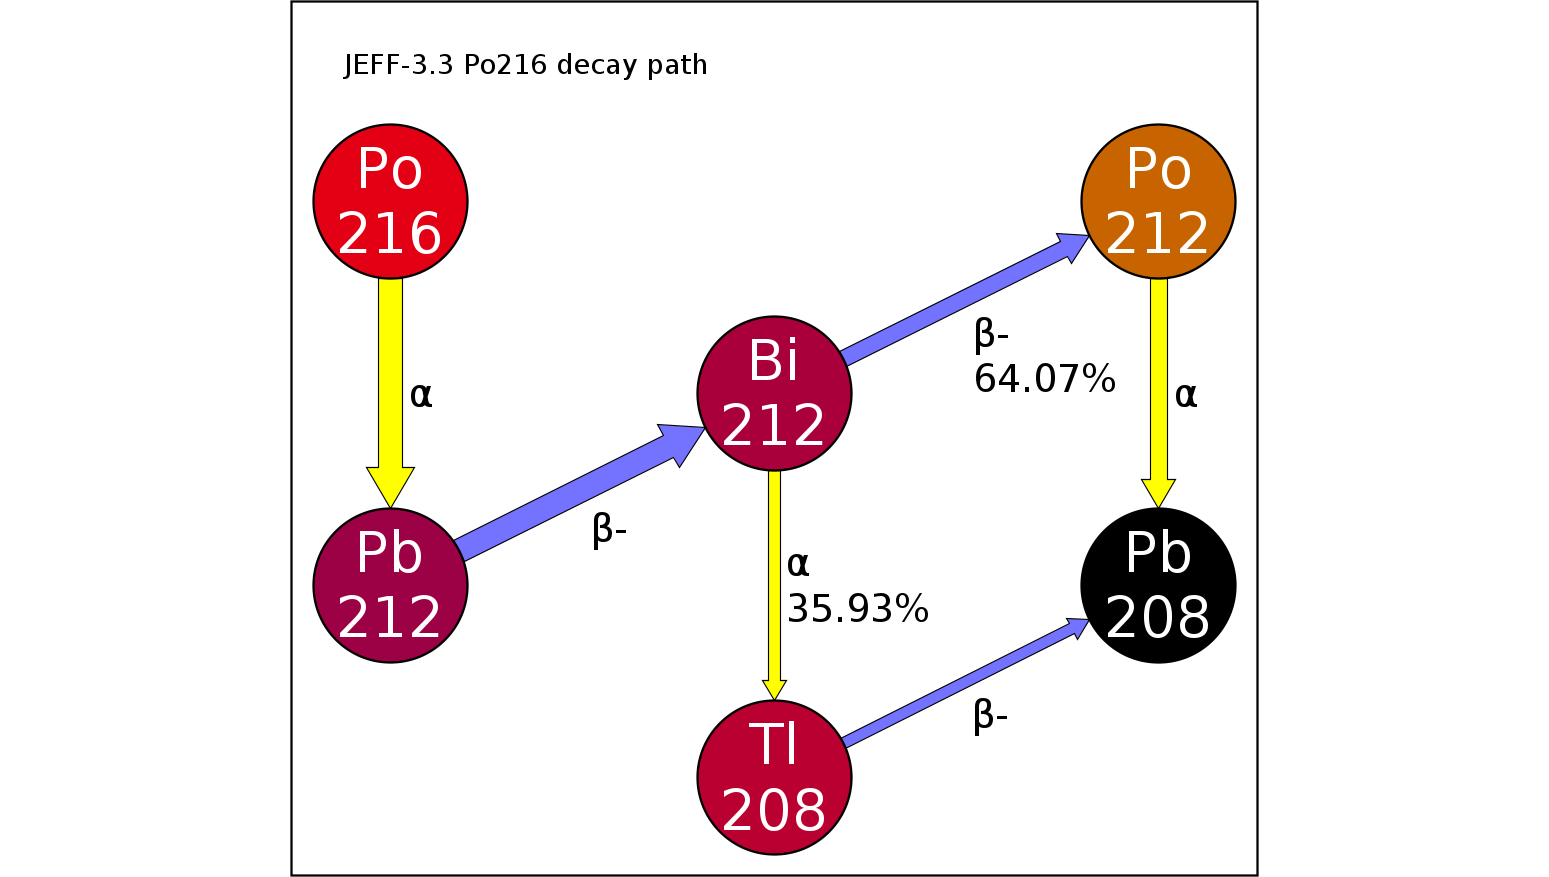 JEFF-3.3 Po216 decay path
Po
216
Po
212
α
Bi
212
β-
64.07%
α
β-
Pb
212
α
35.93%
Pb
208
β-
Tl
208